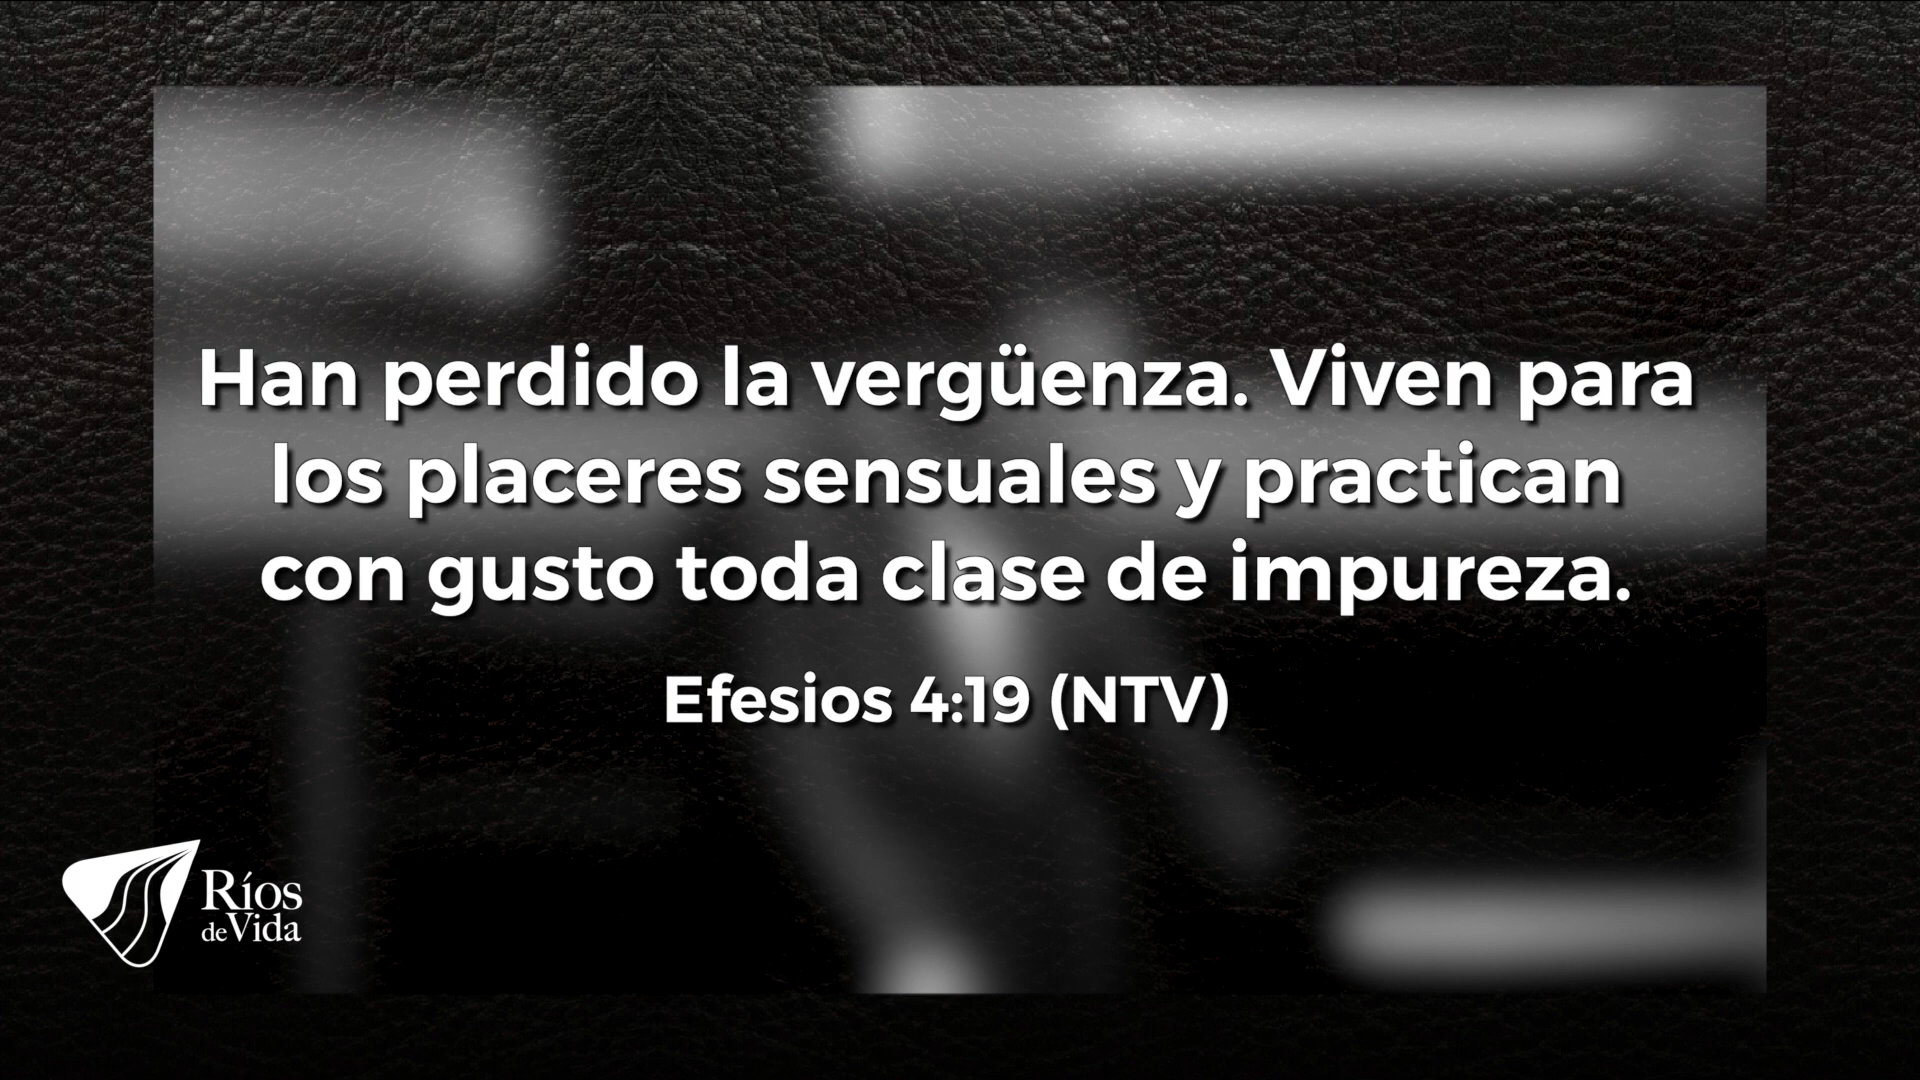 Han perdido la vergüenza. Viven para
los placeres sensuales y practican
con gusto toda clase de impureza.
Efesios 4:19 (NTV)
Ríos
de Vida